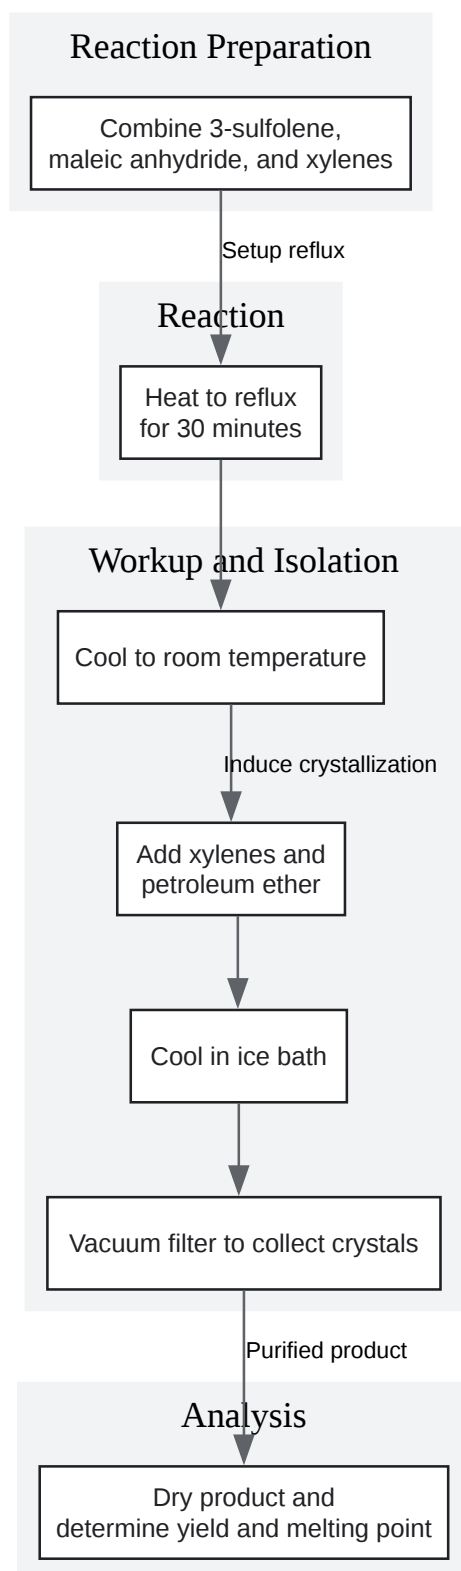 Reaction Preparation
Combine 3-sulfolene,
maleic anhydride, and xylenes
Setup reflux
Reaction
Heat to reflux
for 30 minutes
Workup and Isolation
Cool to room temperature
Induce crystallization
Add xylenes and
petroleum ether
Cool in ice bath
Vacuum filter to collect crystals
Purified product
Analysis
Dry product and
determine yield and melting point